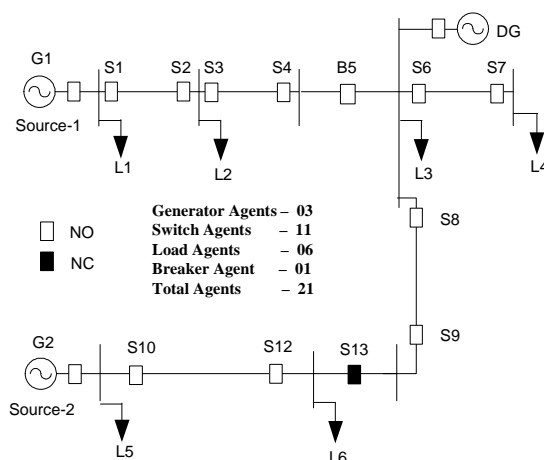 DG
G1
S1
S2
S3
S4
B5
S6
S7
Source-1
L1
L2
L3
L4
Generator Agents – 03
Switch Agents – 11
Load Agents – 06
Breaker Agent – 01
Total Agents – 21
NO
NC
S8
S9
G2
S10
S12
S13
Source-2
L5
L6